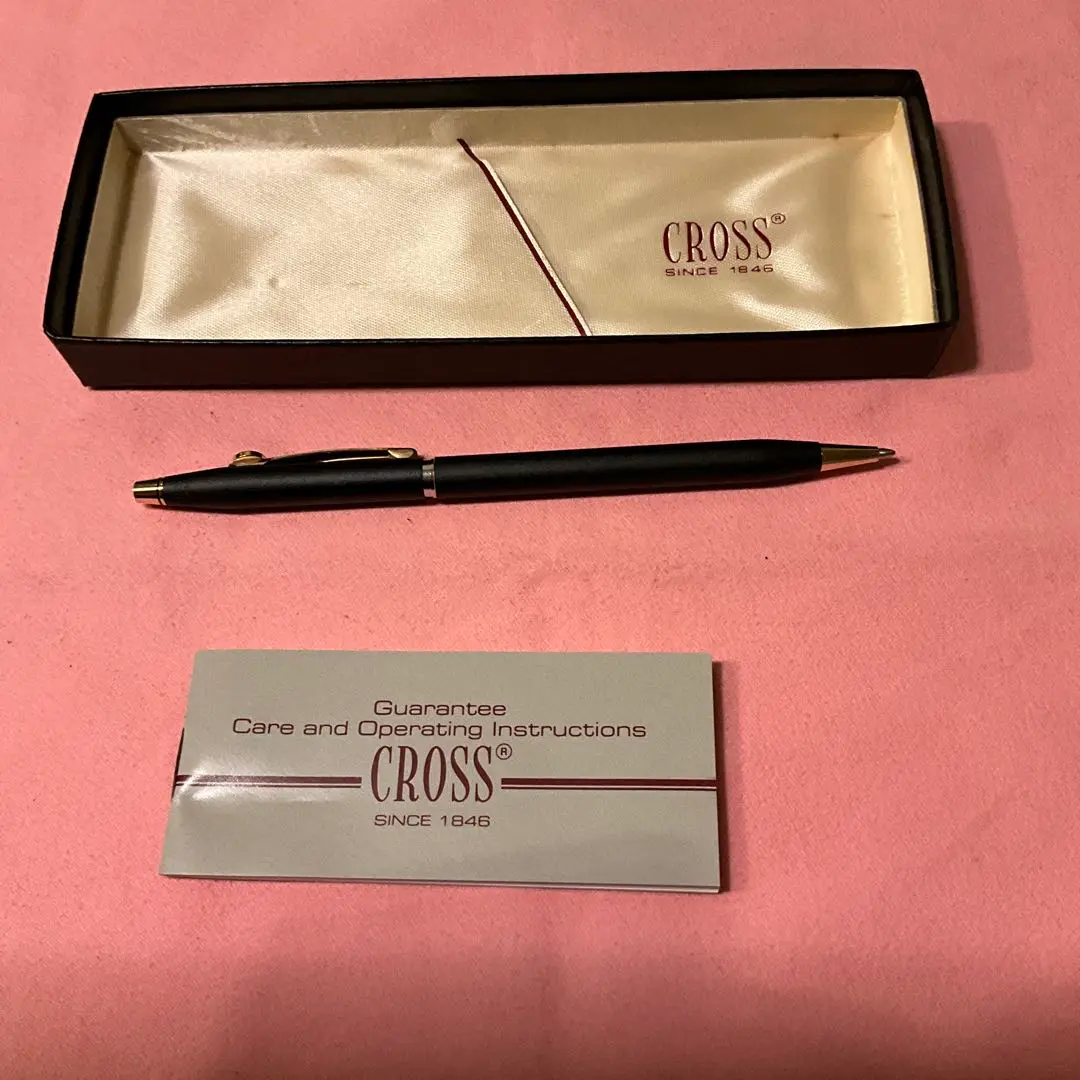 CROSS®
SINCE 1846
Guarantee
Care and Operating Instructions
CROSS®
SINCE 1846